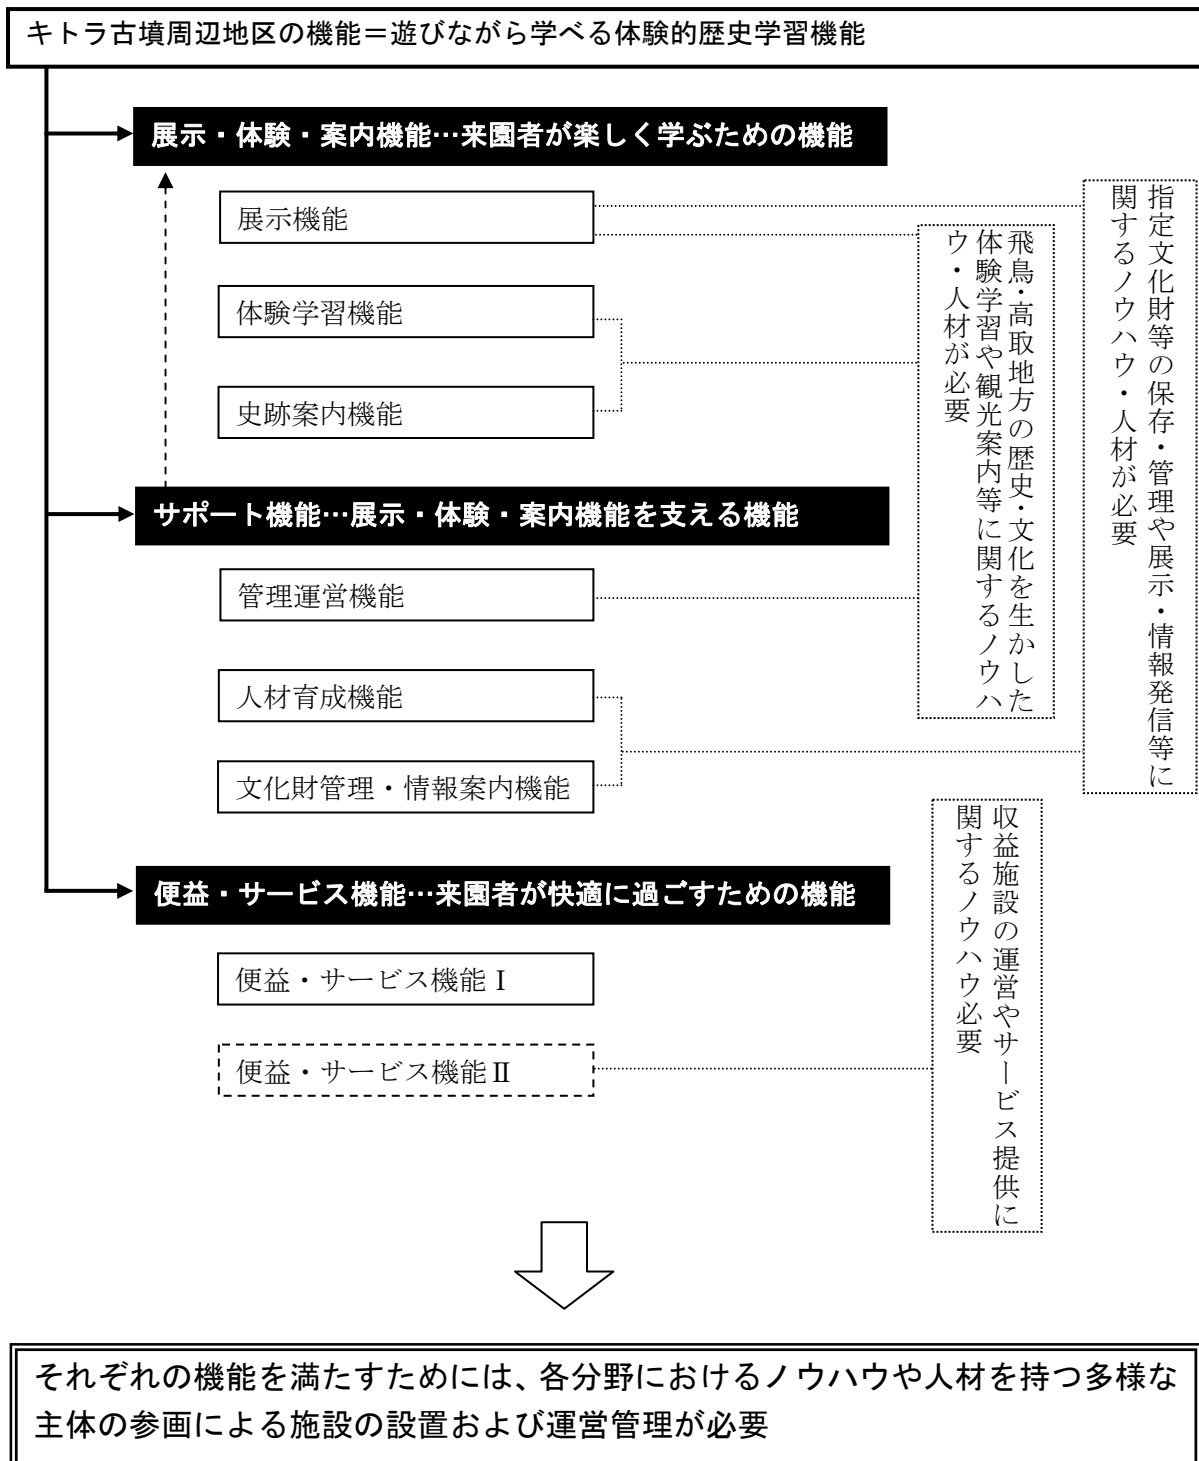 キトラ古墳周辺地区の機能＝遊びながら学べる体験的歴史学習機能
展示・体験・案内機能…来園者が楽しく学ぶための機能
展示機能
体験学習機能
史跡案内機能
指定文化財等の保存・管理や展示・情報発信等に
関するノウハウ・人材が必要
飛鳥・高取地方の歴史・文化を生かした
体験学習や観光案内等に関するノウハ
ウ・人材が必要
サポート機能…展示・体験・案内機能を支える機能
管理運営機能
人材育成機能
文化財管理・情報案内機能
便益・サービス機能…来園者が快適に過ごすための機能
便益・サービス機能Ⅰ
便益・サービス機能Ⅱ
収益施設の運営やサービス提供に
関するノウハウ必要
それぞれの機能を満たすためには、各分野におけるノウハウや人材を持つ多様な
主体の参画による施設の設置および運営管理が必要